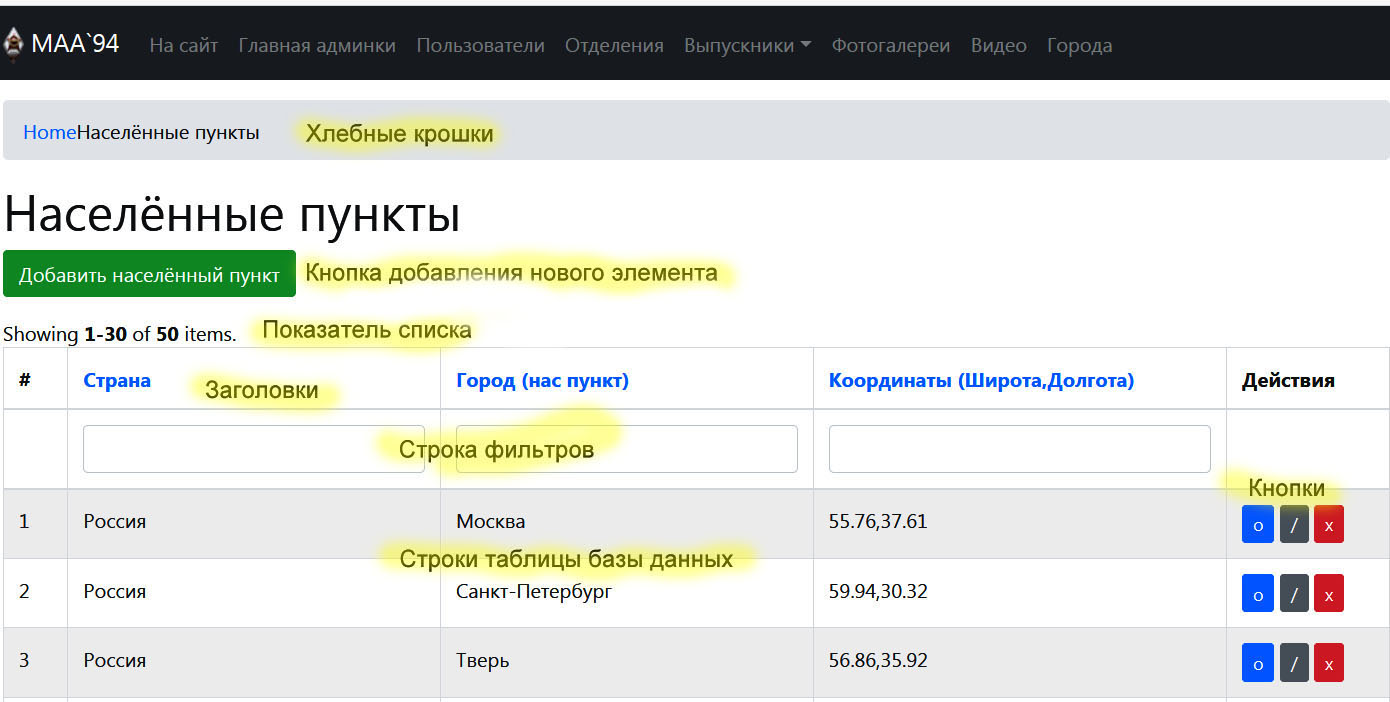 МАА`94 На сайт Главная админки Пользователи Отделения Выпускники Фотогалереи Видео Города
HomeНаселённые пункты Хлебные крошки
Населённые пункты
Добавить населённый пункт Кнопка добавления нового элемента
Showing 1-30 of 50 items. Показатель списка
# Страна Заголовки Город (нас пункт) Координаты (Широта,Долгота) Действия
Строка фильтров
Кнопки
1 Россия Москва 55.76,37.61 o / x
Строки таблицы базы данных
2 Россия Санкт-Петербург 59.94,30.32 o / x
3 Россия Тверь 56.86,35.92 o / x